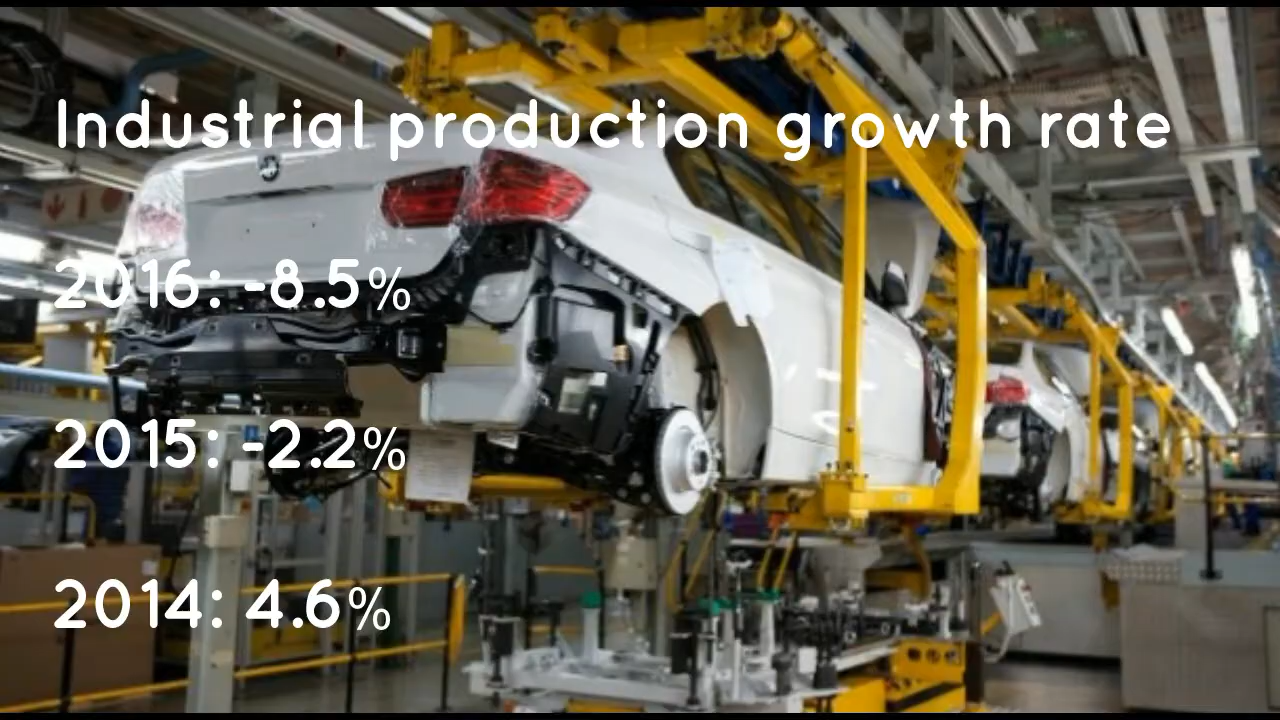 Industrial production growth rate
2016: -8.5%
2015: -2.2%
2014: 4.6%